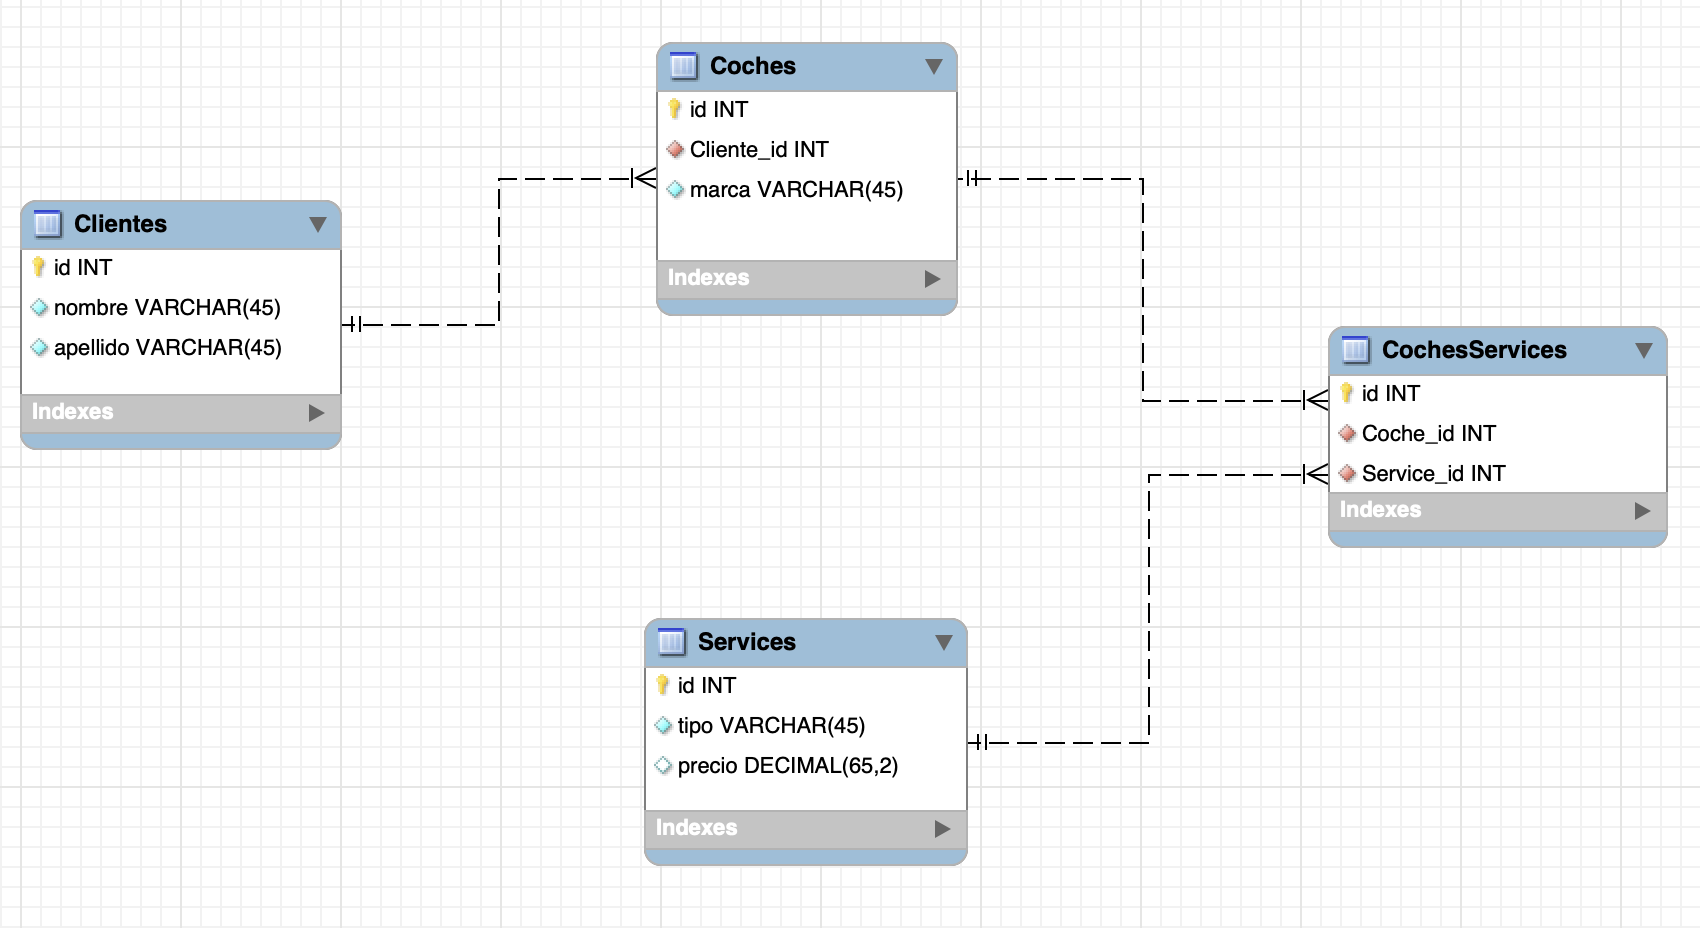 Coches
id INT
Cliente_id INT
marca VARCHAR(45)
Indexes
Clientes
id INT
nombre VARCHAR(45)
apellido VARCHAR(45)
Indexes
CochesServices
id INT
Coche_id INT
Service_id INT
Indexes
Services
id INT
tipo VARCHAR(45)
precio DECIMAL(65,2)
Indexes